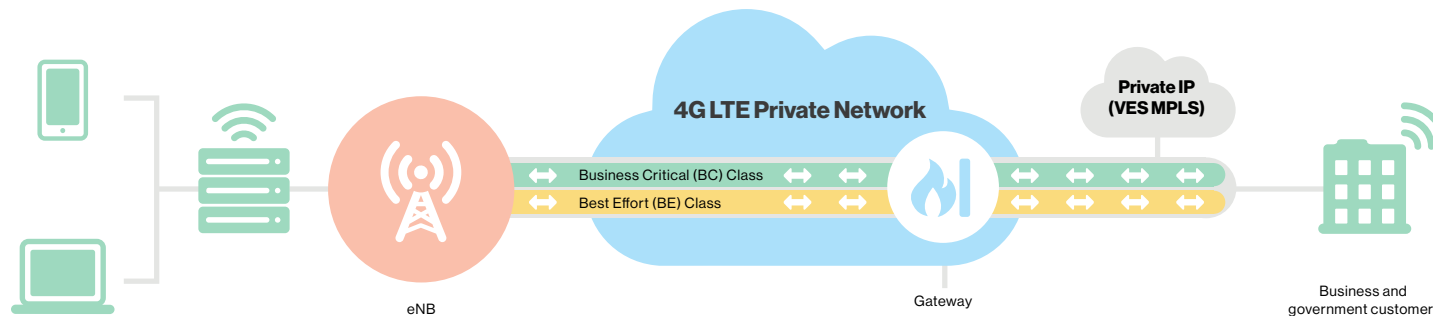 4G LTE Private Network
Private IP
(VES MPLS)
Business Critical (BC) Class
Best Effort (BE) Class
eNB
Gateway
Business and
government customer